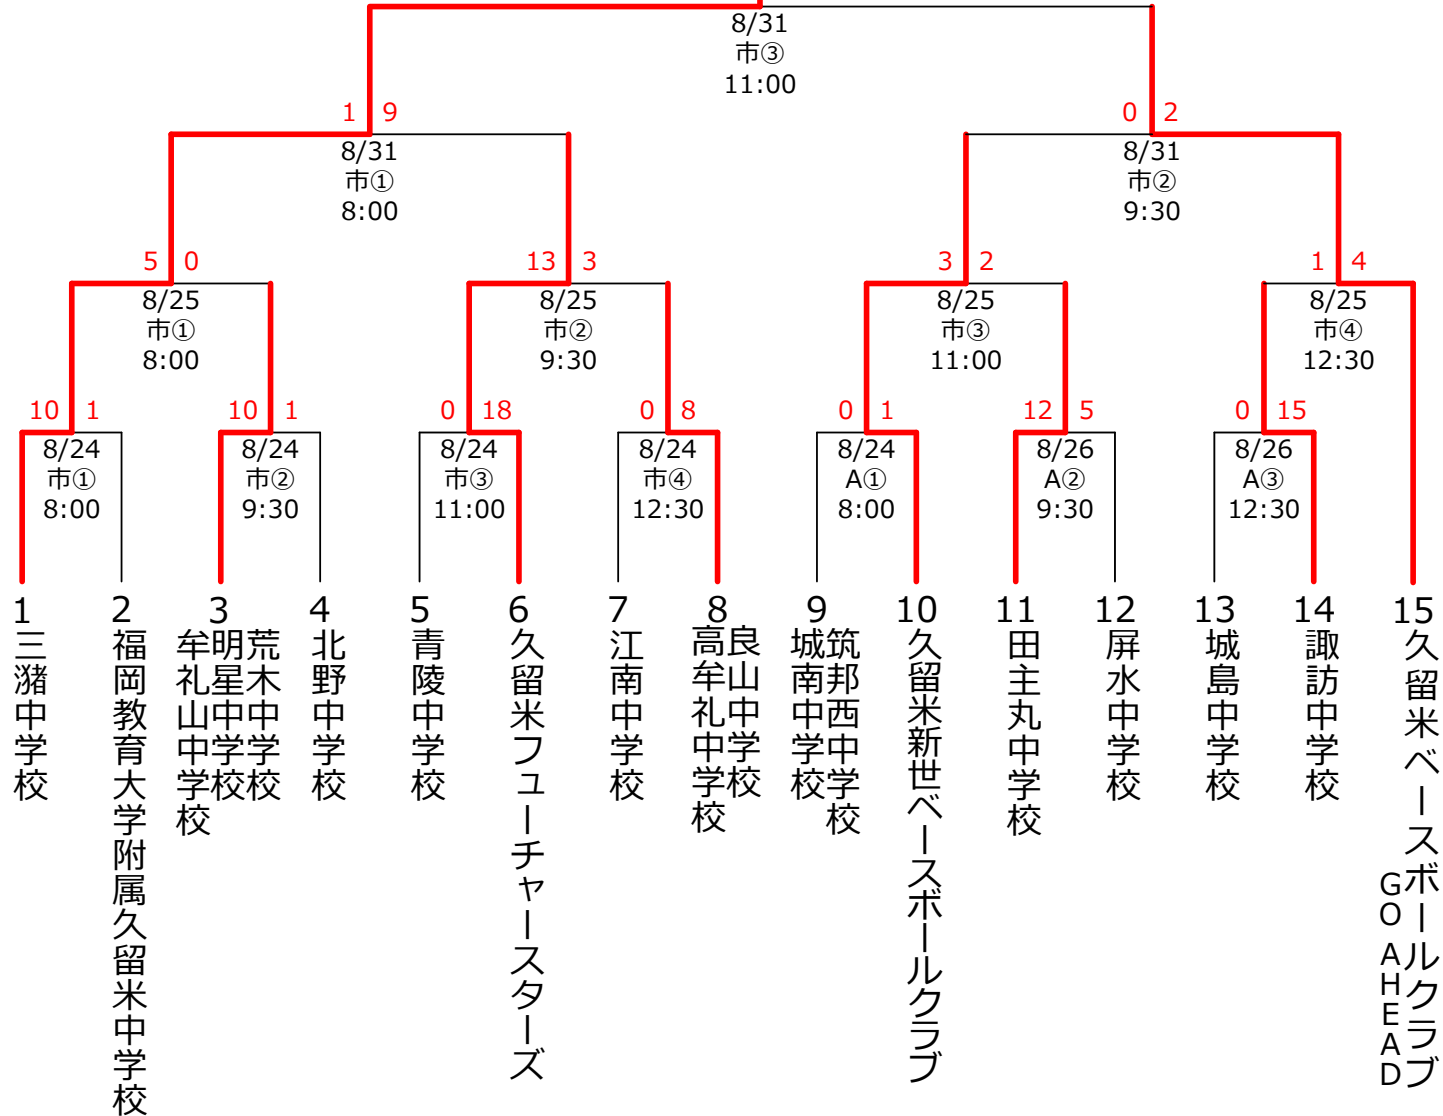 8/31
市③
11:00
1 9
0 2
8/31
市①
8:00
8/31
市②
9:30
5 0
13 3
3 2
1 4
8/25
市①
8:00
8/25
市②
9:30
8/25
市③
11:00
8/25
市④
12:30
10 1
10 1
0 18
0 8
0 1
12 5
0 15
8/24
市①
8:00
8/24
市②
9:30
8/24
市③
11:00
8/24
市④
12:30
8/24
A①
8:00
8/26
A②
9:30
8/26
A③
12:30
1
三潴中学校
2
福岡教育大学附属久留米中学校
3
荒木中学校
明星中学校
牟礼山中学校
4
北野中学校
5
青陵中学校
6
久留米フューチャースターズ
7
江南中学校
8
良山中学校
高牟礼中学校
9
筑邦西中学校
城南中学校
10
久留米新世ベースボールクラブ
11
田主丸中学校
12
屏水中学校
13
城島中学校
14
諏訪中学校
15
久留米ベースボールクラブ
GO AHEAD